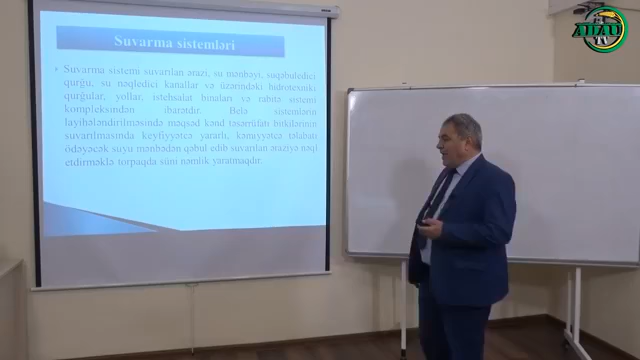 ADAU
TV
Suvarma sistemləri
Suvarma sistemi suvarılan ərazi, su mənbəyi, suqəbuledici
qurğu, su nəqledici kanallar və üzərindəki hidrotexniki
qurğular, yollar, istehsalat binaları və rabitə sistemi
kompleksindən ibarətdir. Belə sistemlərin
layihələndirilməsində məqsəd kənd təsərrüfatı bitkilərinin
suvarılmasında keyfiyyətcə yararlı, kəmiyyətcə tələbatı
ödəyəcək suyu mənbədən qəbul edib suvarılan əraziyə nəql
etdirməklə torpaqda süni nəmlik yaratmaqdır.